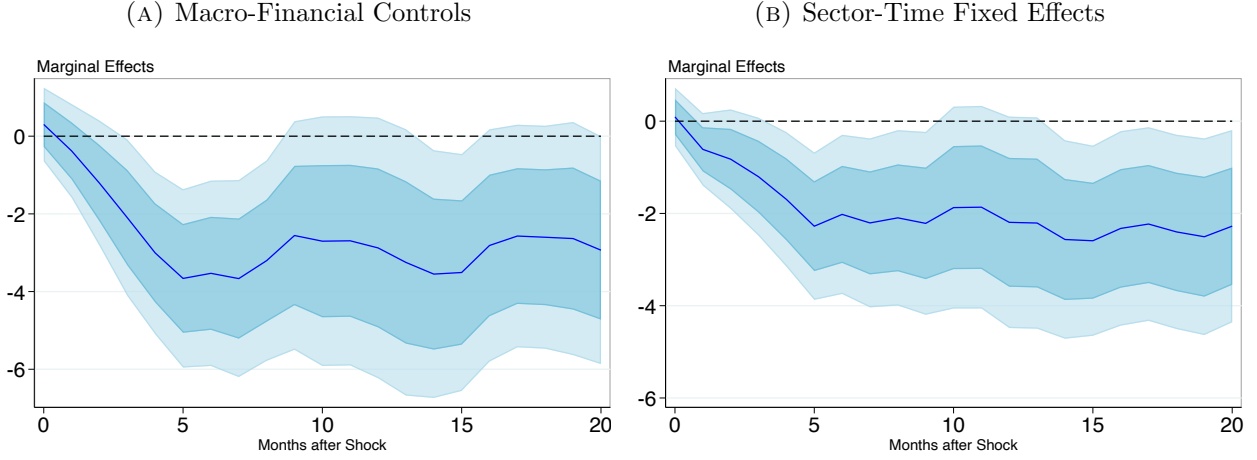 (A) Macro-Financial Controls
Marginal Effects
0
-2
-4
-6
0 5 10 15 20
Months after Shock
(B) Sector-Time Fixed Effects
Marginal Effects
0
-2
-4
-6
0 5 10 15 20
Months after Shock